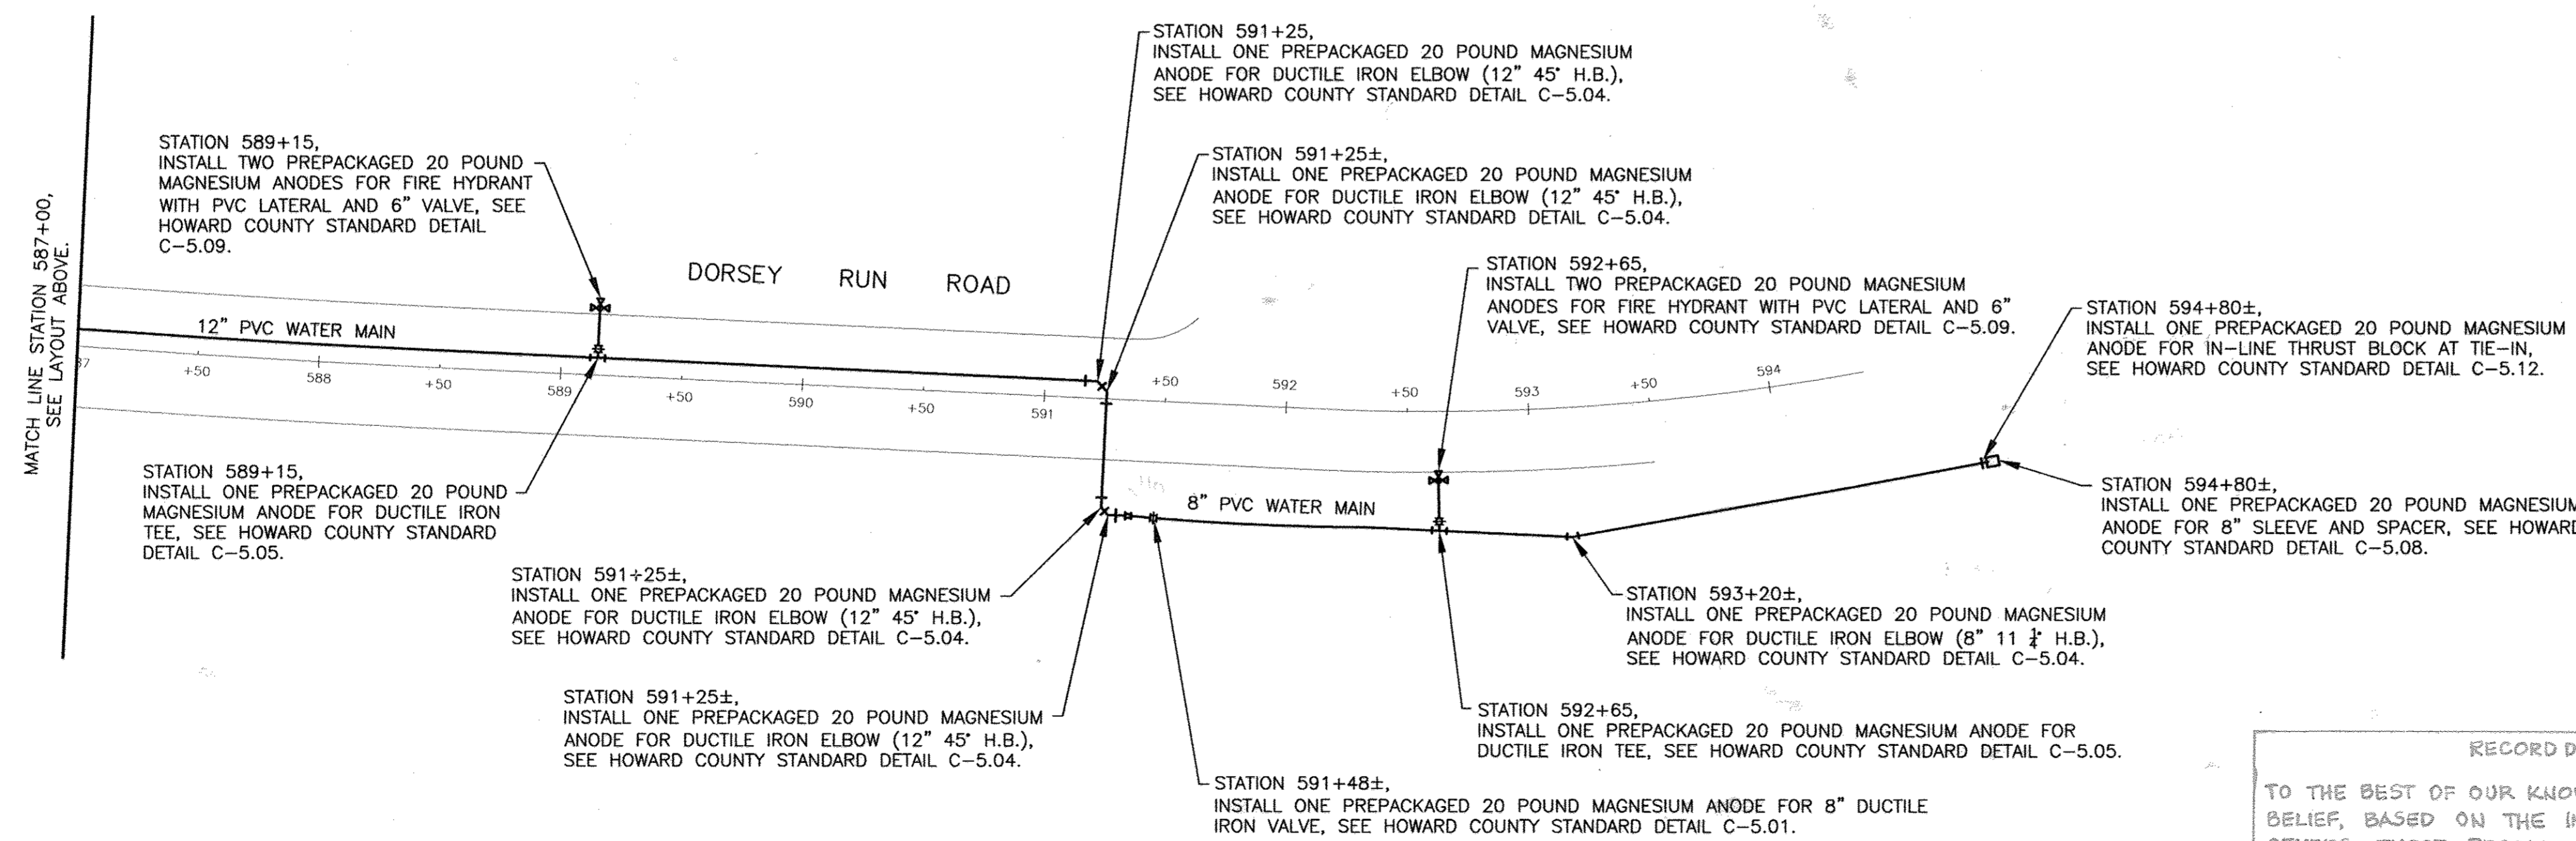 STATION 591+25,
INSTALL ONE PREPACKAGED 20 POUND MAGNESIUM
ANODE FOR DUCTILE IRON ELBOW (12" 45° H.B.),
SEE HOWARD COUNTY STANDARD DETAIL C-5.04.
STATION 589+15,
INSTALL TWO PREPACKAGED 20 POUND
MAGNESIUM ANODES FOR FIRE HYDRANT
WITH PVC LATERAL AND 6" VALVE, SEE
HOWARD COUNTY STANDARD DETAIL
C-5.09.
STATION 591+25±,
INSTALL ONE PREPACKAGED 20 POUND MAGNESIUM
ANODE FOR DUCTILE IRON ELBOW (12" 45° H.B.),
SEE HOWARD COUNTY STANDARD DETAIL C-5.04.
MATCH LINE STATION 587+00,
SEE LAYOUT ABOVE.
DORSEY RUN ROAD
STATION 592+65,
INSTALL TWO PREPACKAGED 20 POUND MAGNESIUM
ANODES FOR FIRE HYDRANT WITH PVC LATERAL AND 6"
VALVE, SEE HOWARD COUNTY STANDARD DETAIL C-5.09.
STATION 594+80±,
INSTALL ONE PREPACKAGED 20 POUND MAGNESIUM
ANODE FOR IN-LINE THRUST BLOCK AT TIE-IN,
SEE HOWARD COUNTY STANDARD DETAIL C-5.12.
12" PVC WATER MAIN
87 +50 588 +50 589 +50 590 +50 591 +50 592 +50 593 +50 594
STATION 589+15,
INSTALL ONE PREPACKAGED 20 POUND
MAGNESIUM ANODE FOR DUCTILE IRON
TEE, SEE HOWARD COUNTY STANDARD
DETAIL C-5.05.
8" PVC WATER MAIN
STATION 594+80±,
INSTALL ONE PREPACKAGED 20 POUND MAGNESIUM
ANODE FOR 8" SLEEVE AND SPACER, SEE HOWARD
COUNTY STANDARD DETAIL C-5.08.
STATION 591+25±,
INSTALL ONE PREPACKAGED 20 POUND MAGNESIUM
ANODE FOR DUCTILE IRON ELBOW (12" 45° H.B.),
SEE HOWARD COUNTY STANDARD DETAIL C-5.04.
STATION 593+20±,
INSTALL ONE PREPACKAGED 20 POUND MAGNESIUM
ANODE FOR DUCTILE IRON ELBOW (8" 11 ¼° H.B.),
SEE HOWARD COUNTY STANDARD DETAIL C-5.04.
STATION 591+25±,
INSTALL ONE PREPACKAGED 20 POUND MAGNESIUM
ANODE FOR DUCTILE IRON ELBOW (12" 45° H.B.),
SEE HOWARD COUNTY STANDARD DETAIL C-5.04.
STATION 592+65,
INSTALL ONE PREPACKAGED 20 POUND MAGNESIUM ANODE FOR
DUCTILE IRON TEE, SEE HOWARD COUNTY STANDARD DETAIL C-5.05.
STATION 591+48±,
INSTALL ONE PREPACKAGED 20 POUND MAGNESIUM ANODE FOR 8" DUCTILE
IRON VALVE, SEE HOWARD COUNTY STANDARD DETAIL C-5.01.
RECORD D
TO THE BEST OF OUR KNO
BELIEF, BASED ON THE I